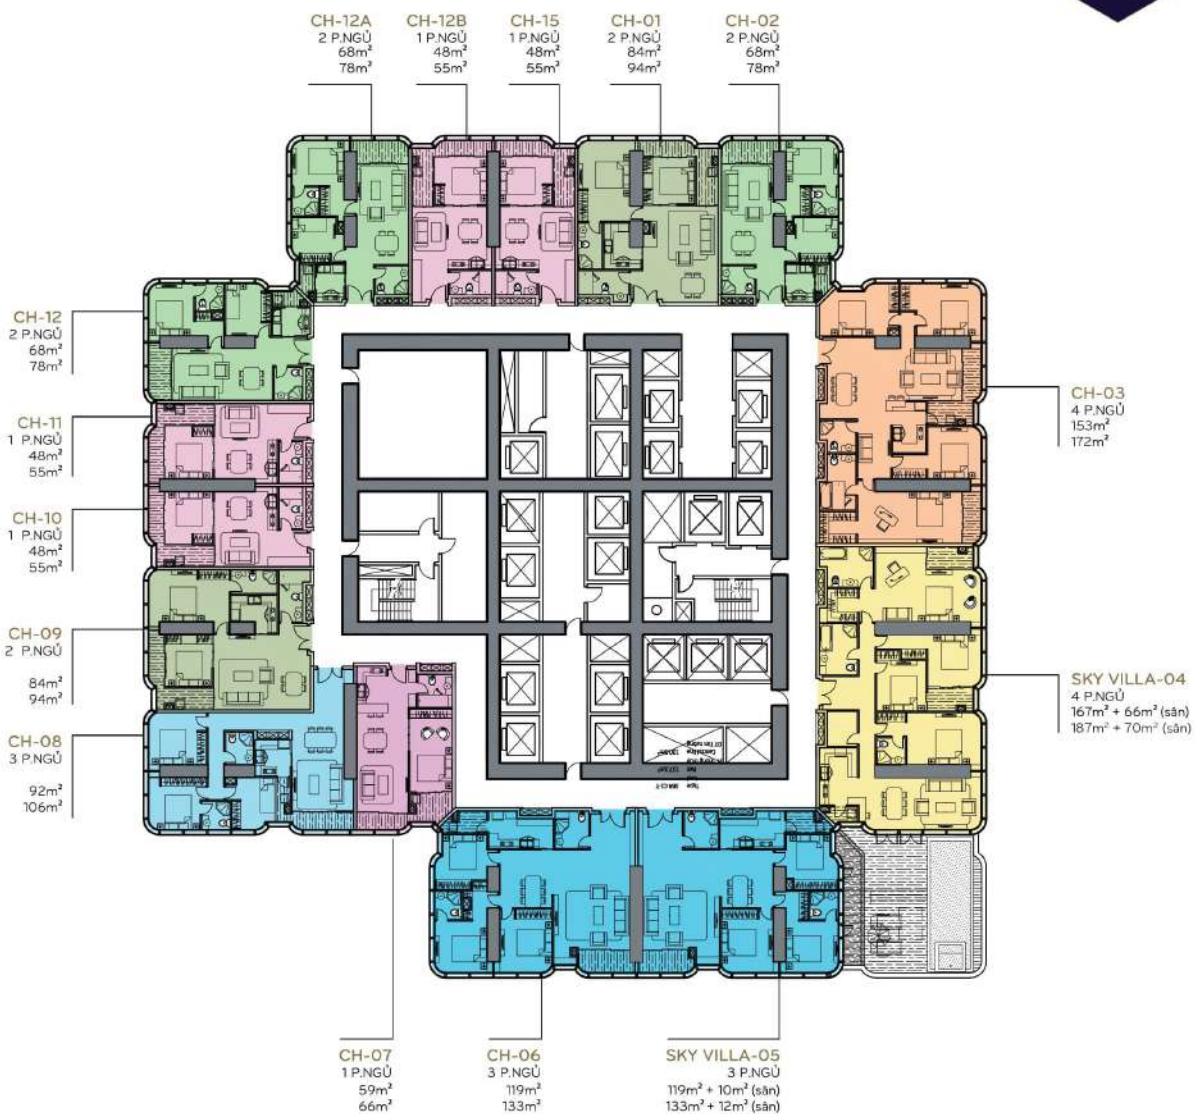 CH-12A
2 P.NGỦ
68m²
78m²
CH-12B
1 P.NGỦ
48m²
55m²
CH-15
1 P.NGỦ
48m²
55m²
CH-01
2 P.NGỦ
84m²
94m²
CH-02
2 P.NGỦ
68m²
78m²
CH-12
2 P.NGỦ
68m²
78m²
CH-11
1 P.NGỦ
48m²
55m²
CH-10
1 P.NGỦ
48m²
55m²
CH-09
2 P.NGỦ
84m²
94m²
CH-08
3 P.NGỦ
92m²
106m²
CH-03
4 P.NGỦ
153m²
172m²
SKY VILLA-04
4 P.NGỦ
167m² + 66m² (sân)
187m² + 70m² (sân)
CH-07
1 P.NGỦ
59m²
66m²
CH-06
3 P.NGỦ
119m²
133m²
SKY VILLA-05
3 P.NGỦ
119m² + 10m² (sân)
133m² + 12m² (sân)